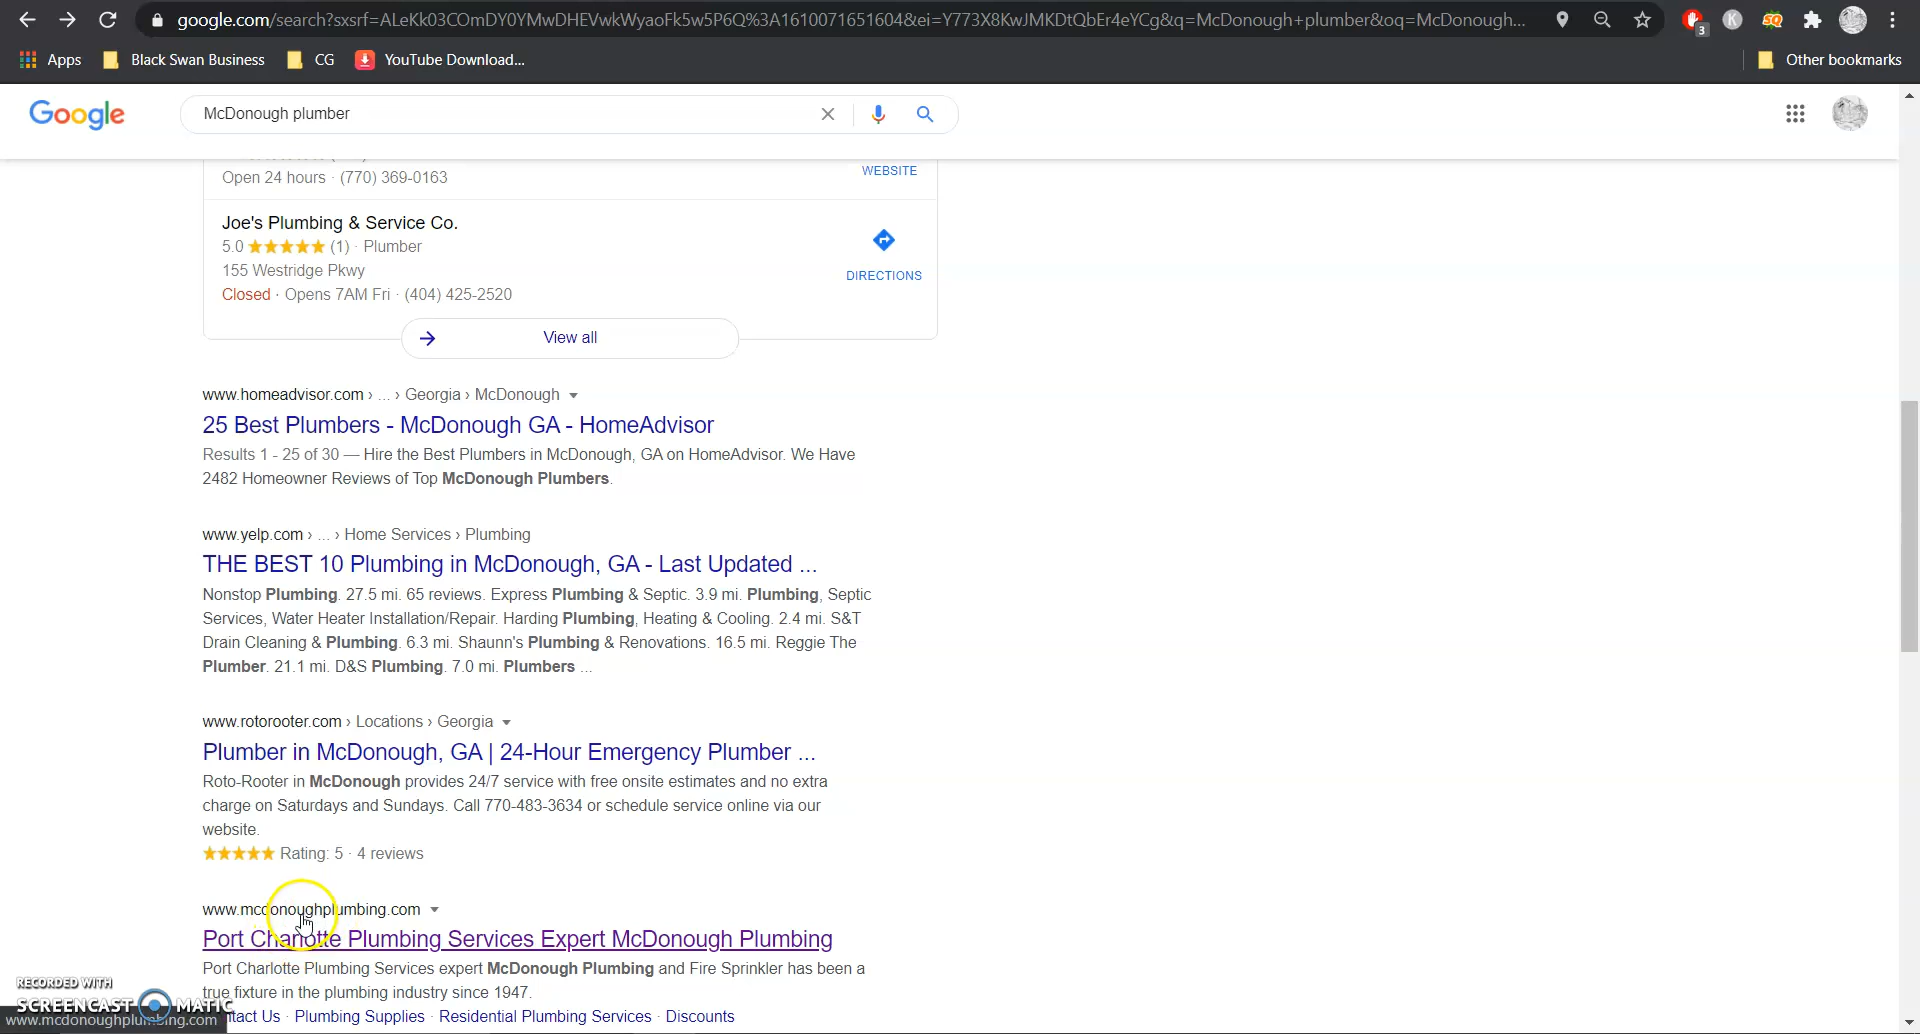 google.com/search?sxsrf=ALeKk03COmDY0YMwDHEVwkWyaoFk5w5P6Q%3A1610071651604&ei=Y773X8KwJMKDtQbEr4eYCg&q=McDonough+plumber&oq=McDonough...
3
K
SQ
Apps
Black Swan Business
CG
YouTube Download...
Other bookmarks
Google
McDonough plumber
Open 24 hours · (770) 369-0163
WEBSITE
Joe's Plumbing & Service Co.
5.0 ★★★★★ (1) · Plumber
155 Westridge Pkwy
DIRECTIONS
Closed · Opens 7AM Fri · (404) 425-2520
→ View all
www.homeadvisor.com › ... › Georgia › McDonough
25 Best Plumbers - McDonough GA - HomeAdvisor
Results 1 - 25 of 30 — Hire the Best Plumbers in McDonough, GA on HomeAdvisor. We Have
2482 Homeowner Reviews of Top McDonough Plumbers.
www.yelp.com › ... › Home Services › Plumbing
THE BEST 10 Plumbing in McDonough, GA - Last Updated ...
Nonstop Plumbing. 27.5 mi. 65 reviews. Express Plumbing & Septic. 3.9 mi. Plumbing, Septic
Services, Water Heater Installation/Repair. Harding Plumbing, Heating & Cooling. 2.4 mi. S&T
Drain Cleaning & Plumbing. 6.3 mi. Shaunn's Plumbing & Renovations. 16.5 mi. Reggie The
Plumber. 21.1 mi. D&S Plumbing. 7.0 mi. Plumbers ...
www.rotorooter.com › Locations › Georgia
Plumber in McDonough, GA | 24-Hour Emergency Plumber ...
Roto-Rooter in McDonough provides 24/7 service with free onsite estimates and no extra
charge on Saturdays and Sundays. Call 770-483-3634 or schedule service online via our
website.
★★★★★ Rating: 5 · 4 reviews
www.mcdonoughplumbing.com
Port Charlotte Plumbing Services Expert McDonough Plumbing
Port Charlotte Plumbing Services expert McDonough Plumbing and Fire Sprinkler has been a
true fixture in the plumbing industry since 1947.
tact Us · Plumbing Supplies · Residential Plumbing Services · Discounts
RECORDED WITH
SCREENCAST MATIC
www.mcdonoughplumbing.com